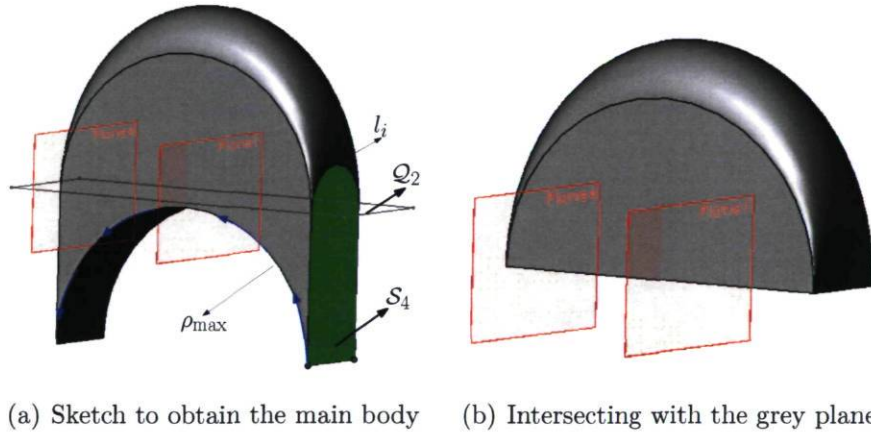 l_i
Q_2
S_4
ρ_max
(a) Sketch to obtain the main body
(b) Intersecting with the grey plane